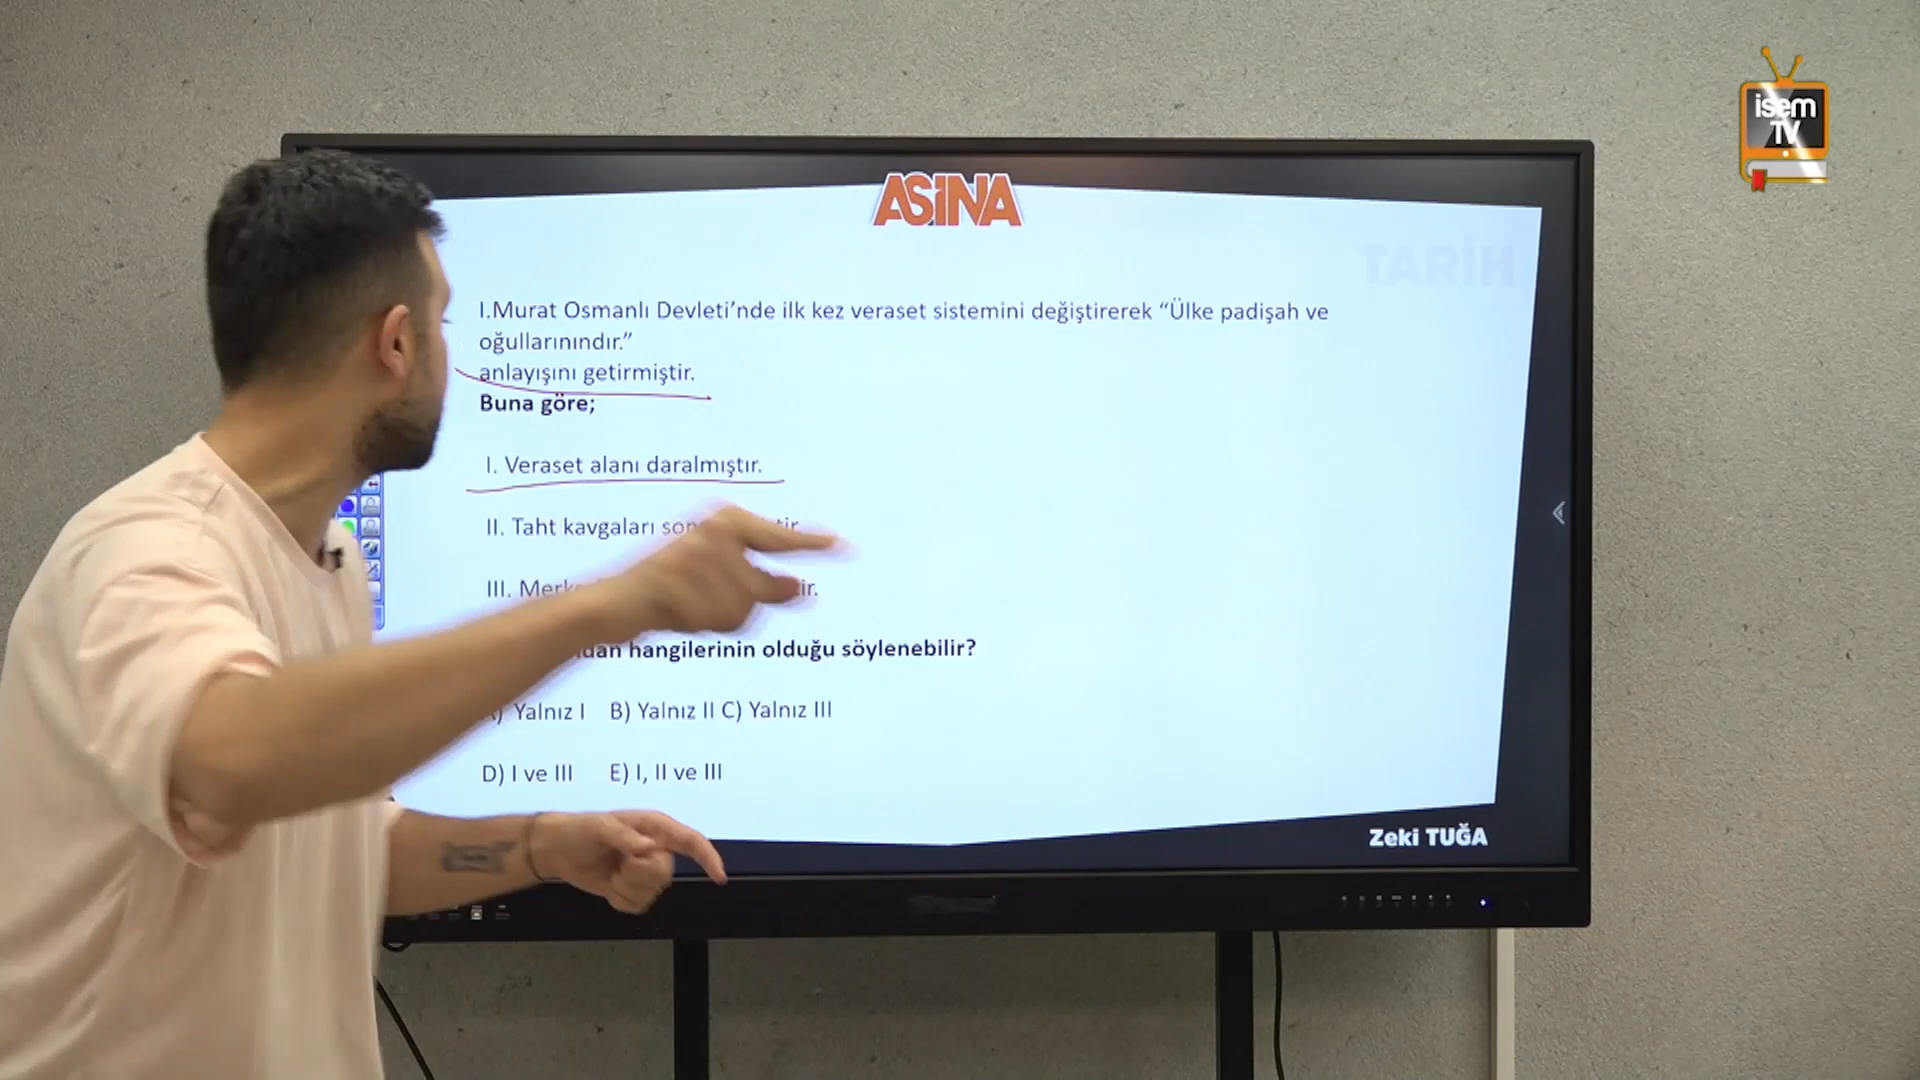 isem
TV
ASİNA
TARİH
I.Murat Osmanlı Devleti’nde ilk kez veraset sistemini değiştirerek “Ülke padişah ve
oğullarınındır.”
anlayışını getirmiştir.
Buna göre;
I. Veraset alanı daralmıştır.
II. Taht kavgaları
III.
hangilerinin olduğu söylenebilir?
A) Yalnız I B) Yalnız II C) Yalnız III
D) I ve III E) I, II ve III
Zeki TUĞA